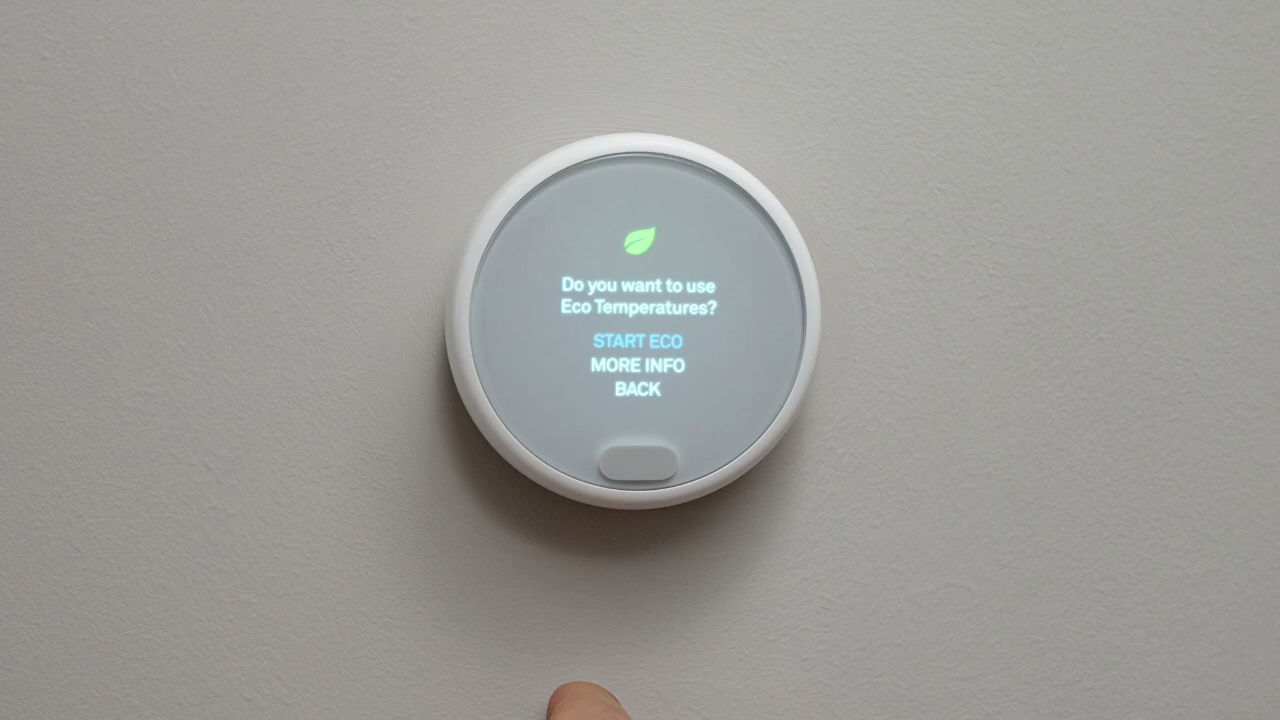 Do you want to use
Eco Temperatures?
START ECO
MORE INFO
BACK